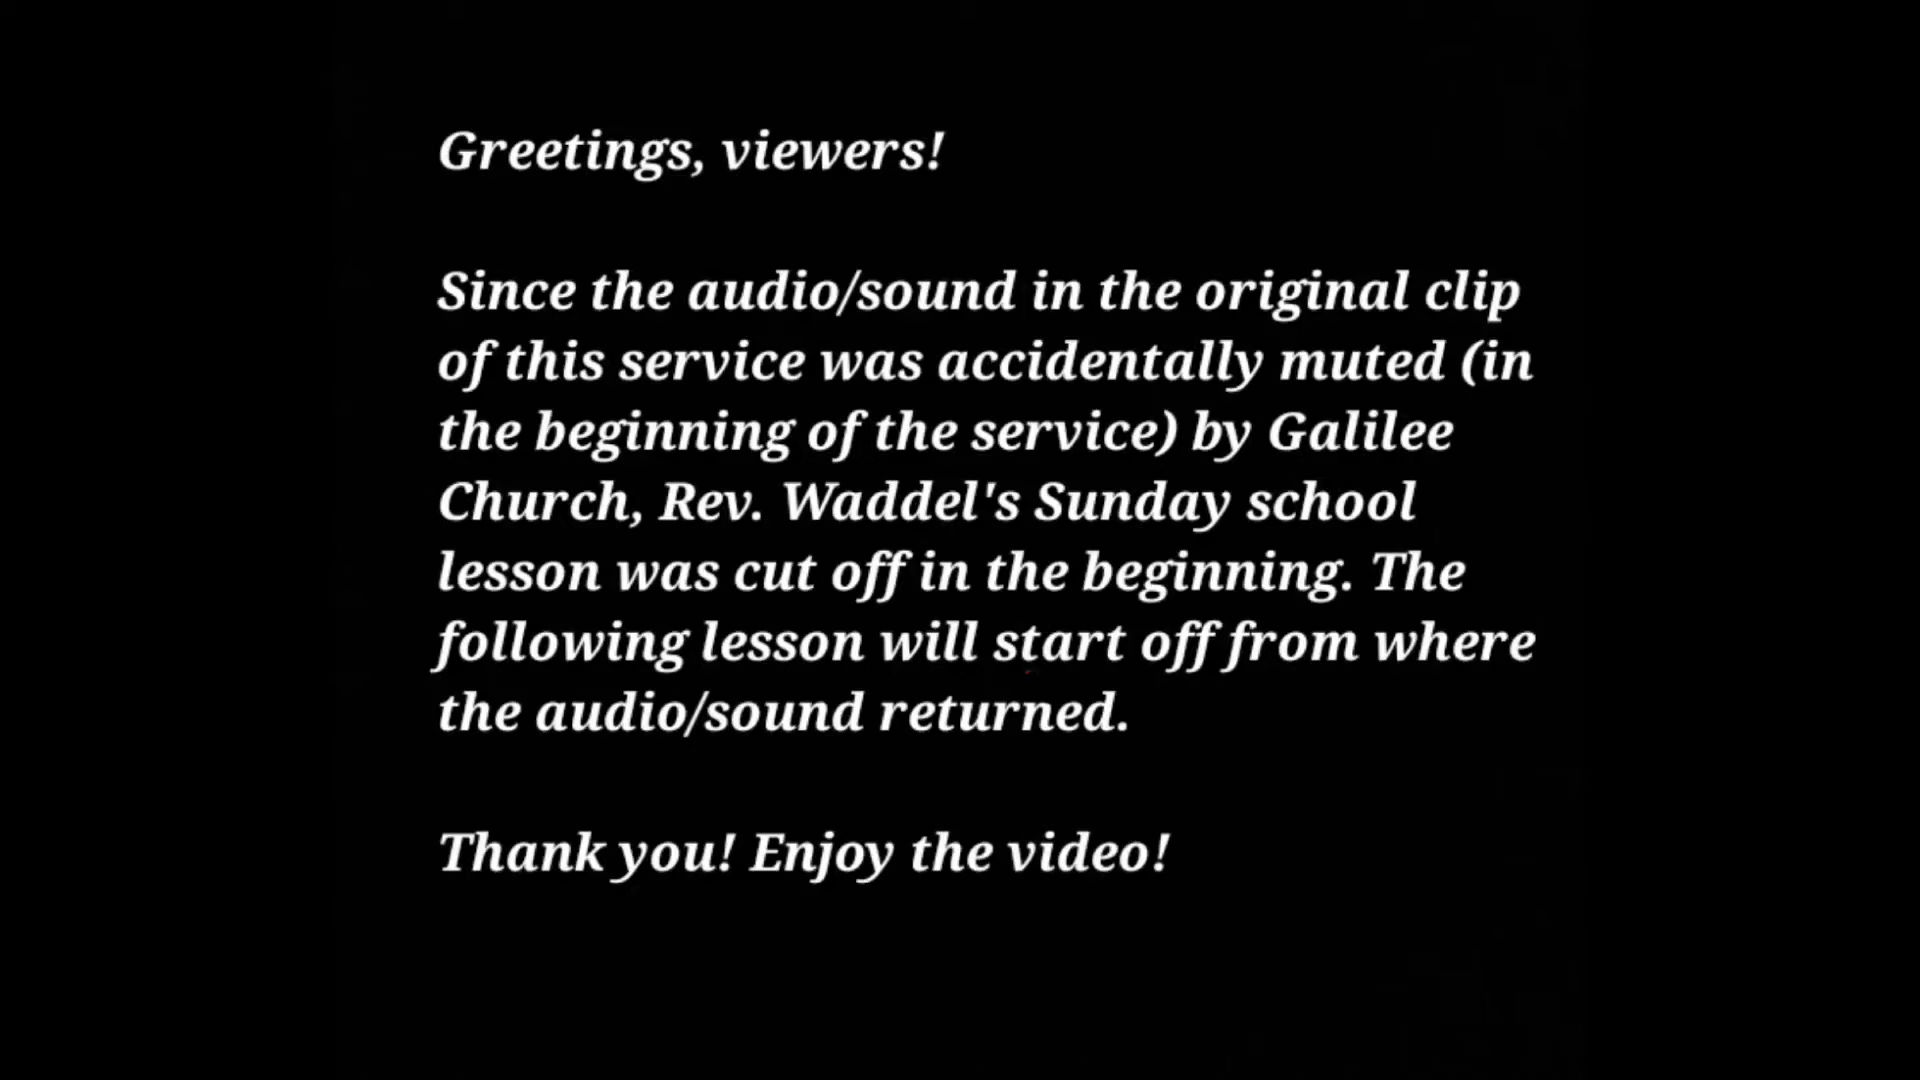 Greetings, viewers!
Since the audio/sound in the original clip
of this service was accidentally muted (in
the beginning of the service) by Galilee
Church, Rev. Waddel's Sunday school
lesson was cut off in the beginning. The
following lesson will start off from where
the audio/sound returned.
Thank you! Enjoy the video!